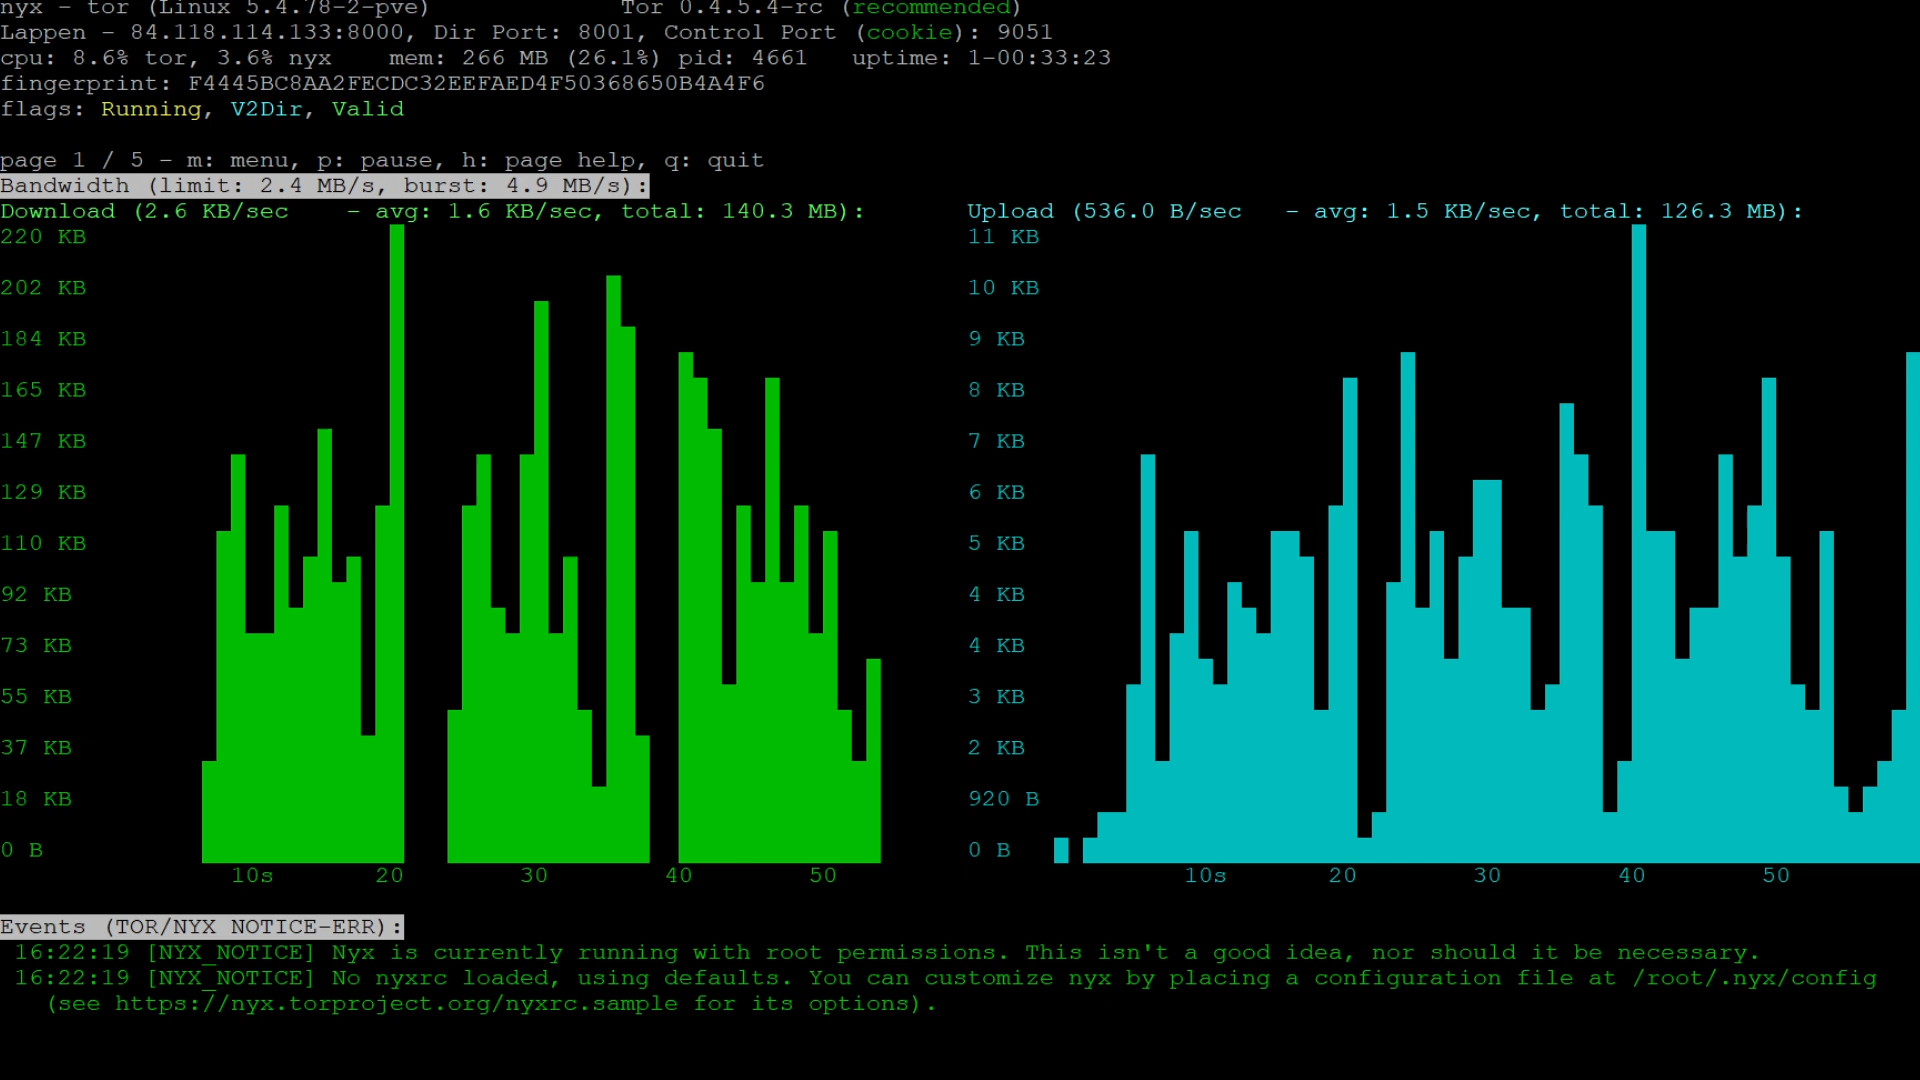 nyx - tor (Linux 5.4.78-2-pve) Tor 0.4.5.4-rc (recommended)
Lappen - 84.118.114.133:8000, Dir Port: 8001, Control Port (cookie): 9051
cpu: 8.6% tor, 3.6% nyx mem: 266 MB (26.1%) pid: 4661 uptime: 1-00:33:23
fingerprint: F4445BC8AA2FECDC32EEFAED4F50368650B4A4F6
flags: Running, V2Dir, Valid
page 1 / 5 - m: menu, p: pause, h: page help, q: quit
Bandwidth (limit: 2.4 MB/s, burst: 4.9 MB/s):
Download (2.6 KB/sec - avg: 1.6 KB/sec, total: 140.3 MB):
220 KB
202 KB
184 KB
165 KB
147 KB
129 KB
110 KB
92 KB
73 KB
55 KB
37 KB
18 KB
0 B
10s 20 30 40 50
Upload (536.0 B/sec - avg: 1.5 KB/sec, total: 126.3 MB):
11 KB
10 KB
9 KB
8 KB
7 KB
6 KB
5 KB
4 KB
4 KB
3 KB
2 KB
920 B
0 B
10s 20 30 40 50
Events (TOR/NYX NOTICE-ERR):
16:22:19 [NYX_NOTICE] Nyx is currently running with root permissions. This isn't a good idea, nor should it be necessary.
16:22:19 [NYX_NOTICE] No nyxrc loaded, using defaults. You can customize nyx by placing a configuration file at /root/.nyx/config
(see https://nyx.torproject.org/nyxrc.sample for its options).